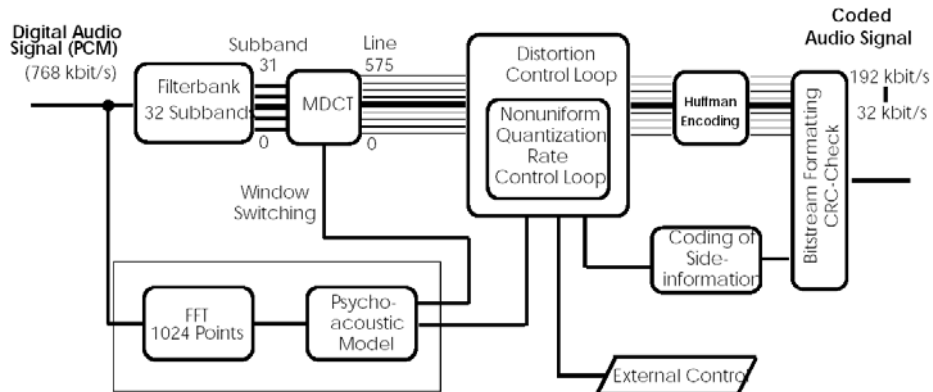 Digital Audio
Signal (PCM)
(768 kbit/s)
Filterbank
32 Subbands
Subband
31
0
MDCT
Line
575
0
Window
Switching
FFT
1024 Points
Psycho-
acoustic
Model
Distortion
Control Loop
Nonuniform
Quantization
Rate
Control Loop
Huffman
Encoding
Coding of
Side-
information
External Control
Bitstream Formatting
CRC-Check
Coded
Audio Signal
192 kbit/s
32 kbit/s